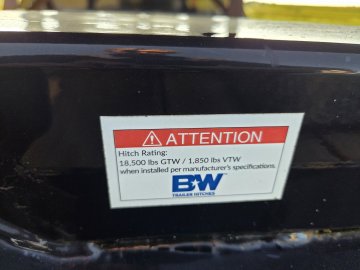 ATTENTION
Hitch Rating:
18,500 lbs GTW / 1,850 lbs VTW
when installed per manufacturer's specifications.
B&W
TRAILER HITCHES